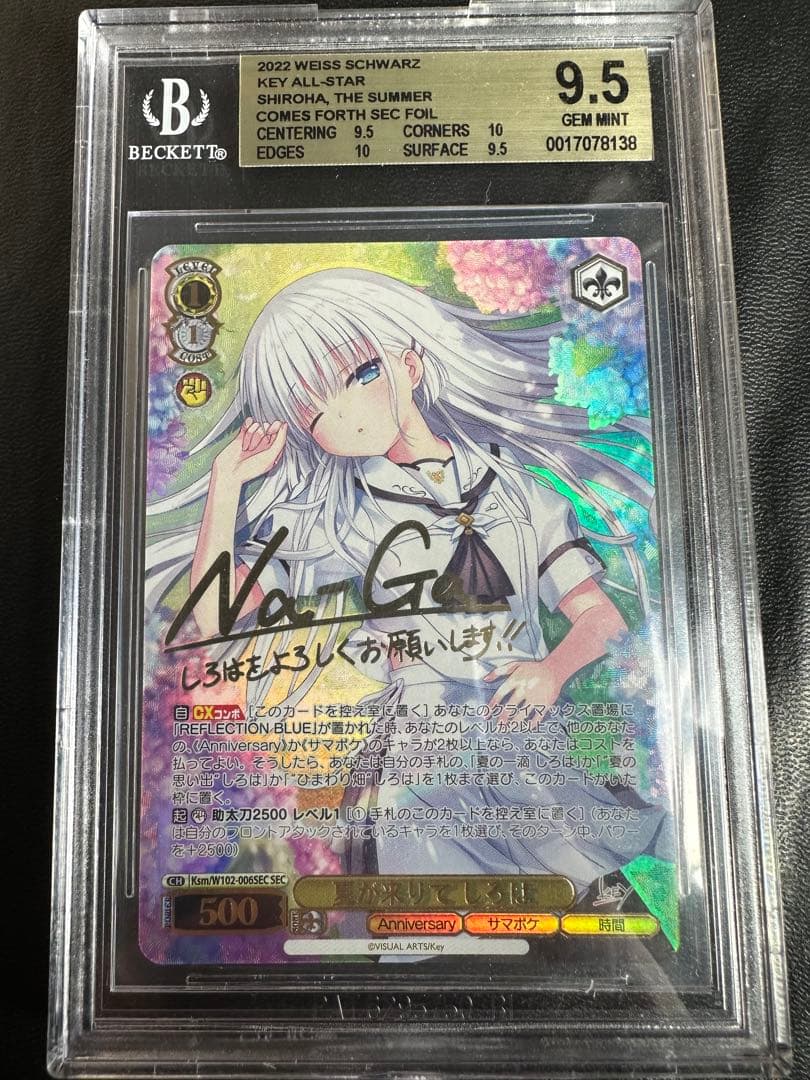 2022 WEISS SCHWARZ
KEY ALL-STAR
SHIROHA, THE SUMMER
COMES FORTH SEC FOIL
CENTERING 9.5 CORNERS 10
EDGES 10 SURFACE 9.5
9.5
GEM MINT
0017078138
B
BECKETT®
LEVEL
1
1
COST
Na-Ga
しろはをよろしくお願いします!!
自 CXコンボ [このカードを控え室に置く] あなたのクライマックス置場に
「REFLECTION BLUE」が置かれた時、あなたのレベルが2以上で、他のあなた
の、《Anniversary》か《サマポケ》のキャラが2枚以上なら、あなたはコストを
払ってよい。そうしたら、あなたは自分の手札の、「夏の一滴 しろは」か「“夏の
思い出”しろは」か「“ひまわり畑”しろは」を1枚まで選び、このカードがいた
枠に置く。
起 助太刀2500 レベル1 [① 手札のこのカードを控え室に置く] (あなた
は自分のフロントアタックされているキャラを1枚選び、そのターン中、パワー
を+2500)
CH Ksm/W102-006SEC SEC
夏が来りて しろは
Key
500
Anniversary サマポケ 時間
©VISUAL ARTS/Key